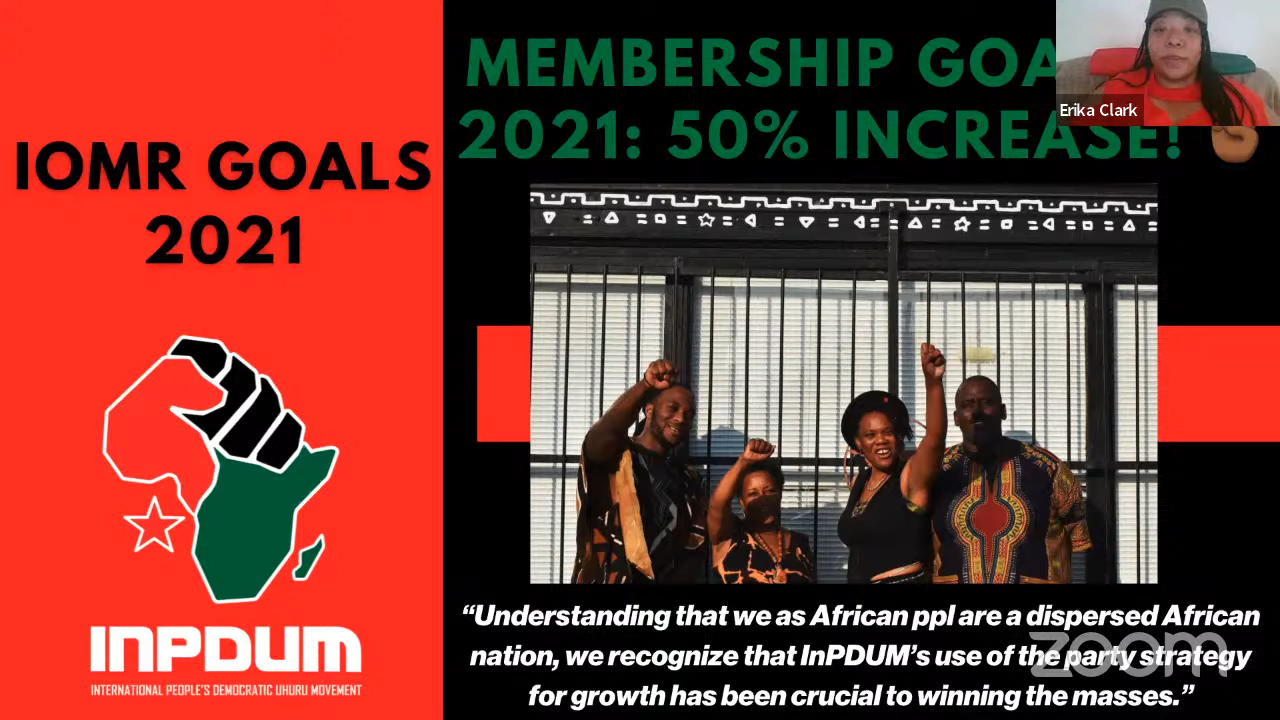 IOMR GOALS
2021
INPDUM
INTERNATIONAL PEOPLE'S DEMOCRATIC UHURU MOVEMENT
MEMBERSHIP
2021: 50% INCREASE!
Erika Clark
“Understanding that we as African ppl are a dispersed African
nation, we recognize that InPDUM’s use of the party strategy
for growth has been crucial to winning the masses.”
zoom